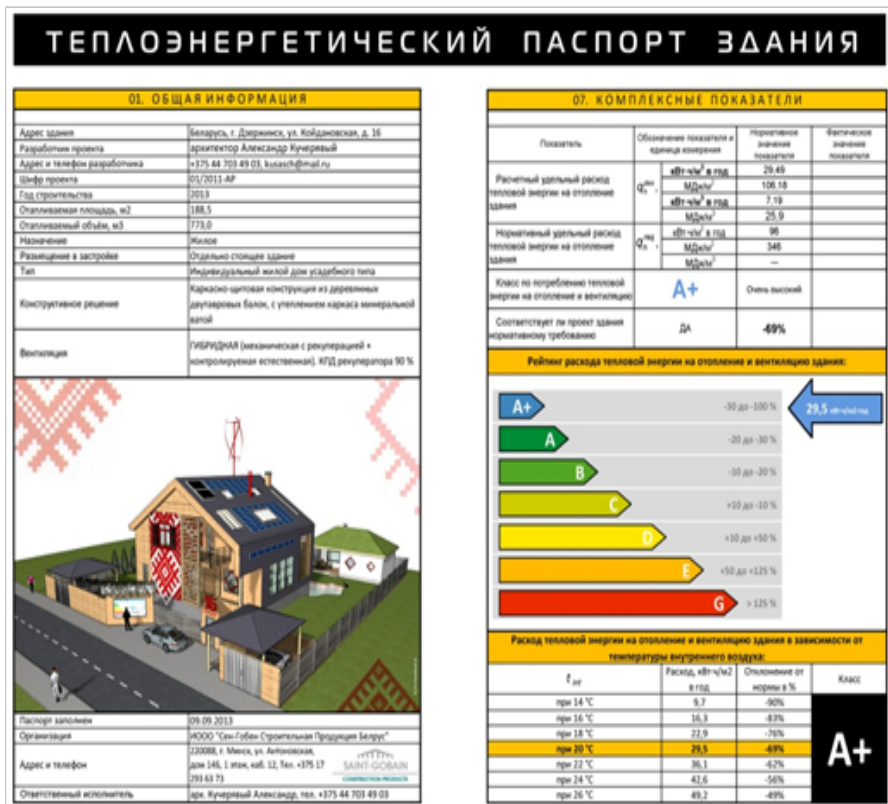 ТЕПЛОЭНЕРГЕТИЧЕСКИЙ ПАСПОРТ ЗДАНИЯ
01. ОБЩАЯ ИНФОРМАЦИЯ
Адрес здания Беларусь, г. Дзержинск, ул. Койдановская, д. 16
Разработчик проекта архитектор Александр Кучерявый
Адрес и телефон разработчика +375 44 703 49 03, kusasch@mail.ru
Шифр проекта 01/2011-АР
Год строительства 2013
Отапливаемая площадь, м2 188,5
Отапливаемый объём, м3 773,0
Назначение Жилое
Размещение в застройке Отдельно стоящее здание
Тип Индивидуальный жилой дом усадебного типа
Конструктивное решение Каркасно-щитовая конструкция из деревянных
двутавровых балок, с утеплением каркаса минеральной
ватой
Вентиляция ГИБРИДНАЯ (механическая с рекуперацией +
контролируемая естественная). КПД рекуператора 90 %
Паспорт заполнен 09.09.2013
Организация ИООО "Сен-Гобен Строительная Продукция Белрус"
Адрес и телефон 220088, г. Минск, ул. Антоновская,
дом 14Б, 1 этаж, каб. 12, Тел. +375 17
293 63 73
SAINT-GOBAIN
CONSTRUCTION PRODUCTS
Ответственный исполнитель арх. Кучерявый Александр, тел. +375 44 703 49 03
07. КОМПЛЕКСНЫЕ ПОКАЗАТЕЛИ
Показатель Обозначение показателя и единица измерения Нормативное значение показателя Фактическое значение показателя
Расчетный удельный расход
тепловой энергии на отопление
здания
кВт·ч/м² в год 29,49
МДж/м² 106,18
кВт·ч/м³ в год 7,19
МДж/м³ 25,9
Нормативный удельный расход
тепловой энергии на отопление
здания
кВт·ч/м² в год 96
МДж/м² 346
МДж/м³ —
Класс по потреблению тепловой
энергии на отопление и вентиляцию A+ Очень высокий
Соответствует ли проект здания
нормативному требованию ДА -69%
Рейтинг расхода тепловой энергии на отопление и вентиляцию здания:
A+ -30 до -100 % 29,5 кВт·ч/м2 год
A -20 до -30 %
B -10 до -20 %
C +10 до -10 %
D +10 до +50 %
E +50 до +125 %
G > 125 %
Расход тепловой энергии на отопление и вентиляцию здания в зависимости от
температуры внутреннего воздуха:
t int Расход, кВт·ч/м2 в год Отклонение от нормы в % Класс
при 14 °С 9,7 -90%
при 16 °С 16,3 -83%
при 18 °С 22,9 -76%
при 20 °С 29,5 -69%
при 22 °С 36,1 -62%
при 24 °С 42,6 -56%
при 26 °С 49,2 -49%
A+